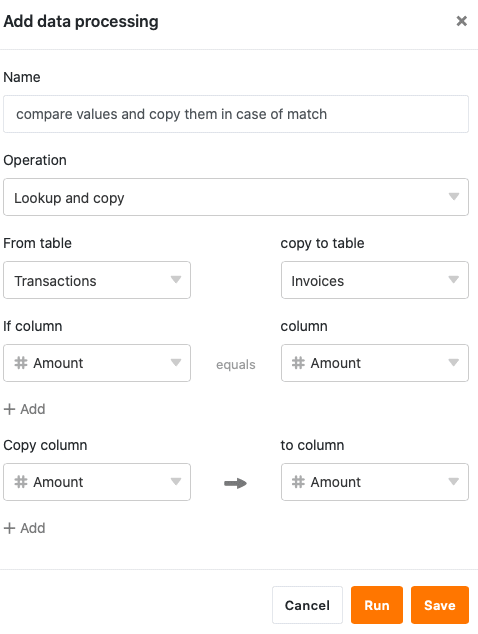 Add data processing ×
Name
compare values and copy them in case of match
Operation
Lookup and copy
From table copy to table
Transactions Invoices
If column column
# Amount equals # Amount
+ Add
Copy column to column
# Amount # Amount
+ Add
Cancel Run Save